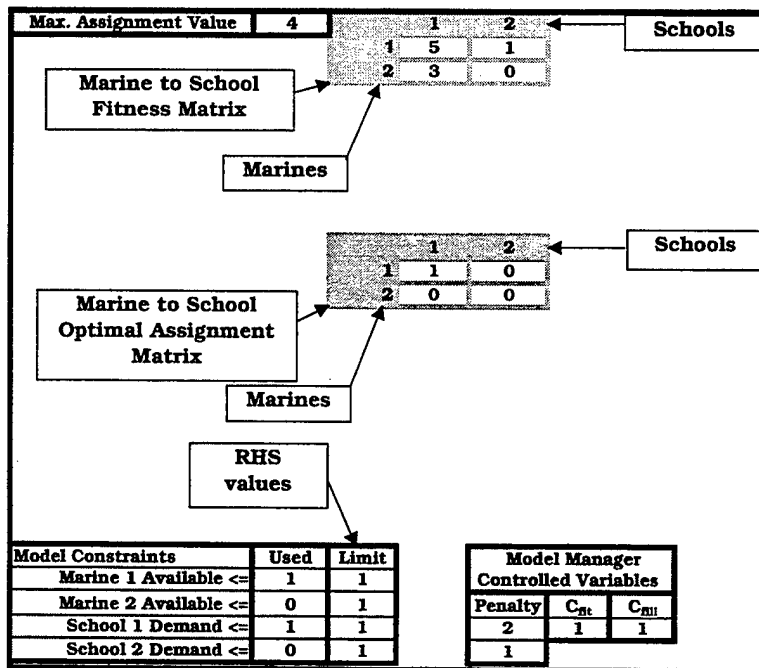 Max. Assignment Value 4
1 2
1 5 1
2 3 0
Schools
Marine to School
Fitness Matrix
Marines
1 2
1 1 0
2 0 0
Schools
Marine to School
Optimal Assignment
Matrix
Marines
RHS
values
Model Constraints Used Limit
Marine 1 Available <= 1 1
Marine 2 Available <= 0 1
School 1 Demand <= 1 1
School 2 Demand <= 0 1
Model Manager
Controlled Variables
Penalty Cfit Cfill
2 1 1
1